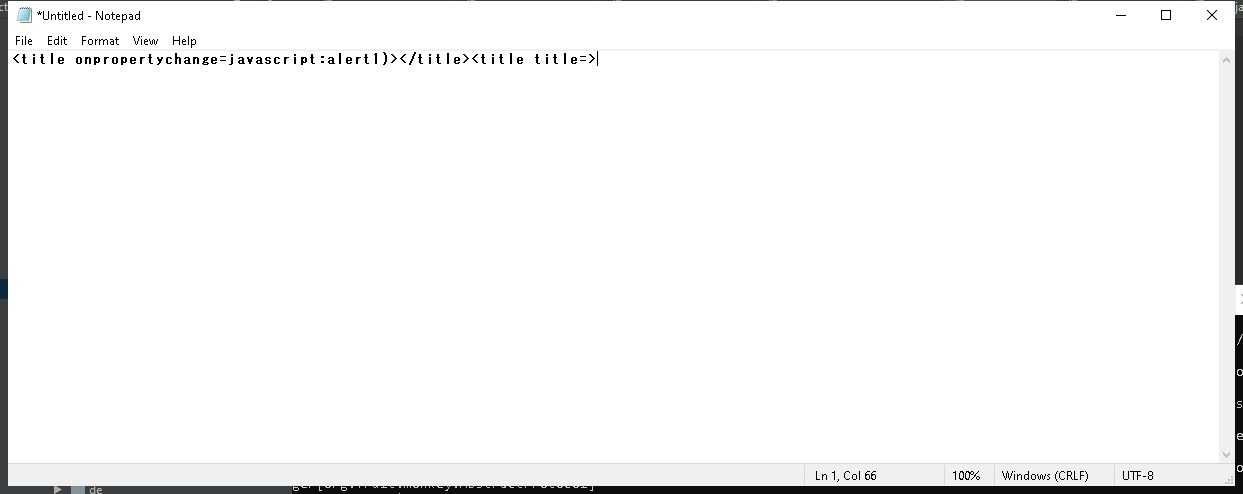 *Untitled - Notepad
File Edit Format View Help
<title onpropertychange=javascript:alert1)></title><title title=>
Ln 1, Col 66 100% Windows (CRLF) UTF-8
de